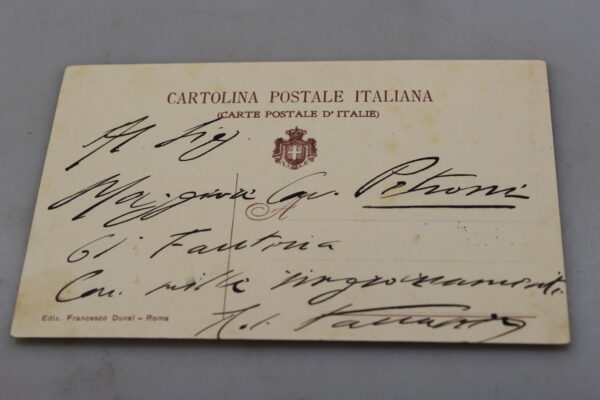 CARTOLINA POSTALE ITALIANA
(CARTE POSTALE D'ITALIE)
Al Sig.
Maggiore Cav. Petroni
61° Fanteria
Con mille ringraziamenti
Ediz. Francesco Duval - Roma